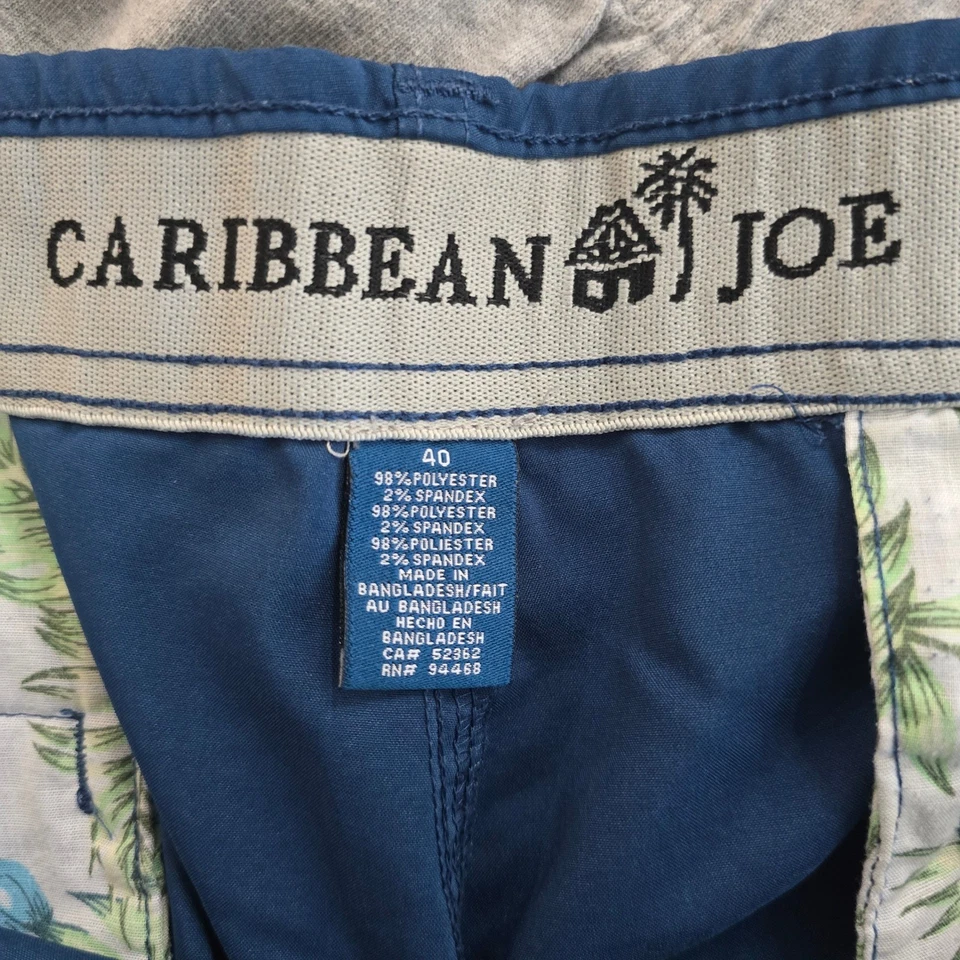 CARIBBEAN JOE
40
98%POLYESTER
2% SPANDEX
98%POLYESTER
2% SPANDEX
98%POLIESTER
2% SPANDEX
MADE IN
BANGLADESH/FAIT
AU BANGLADESH
HECHO EN
BANGLADESH
CA# 52362
RN# 94468